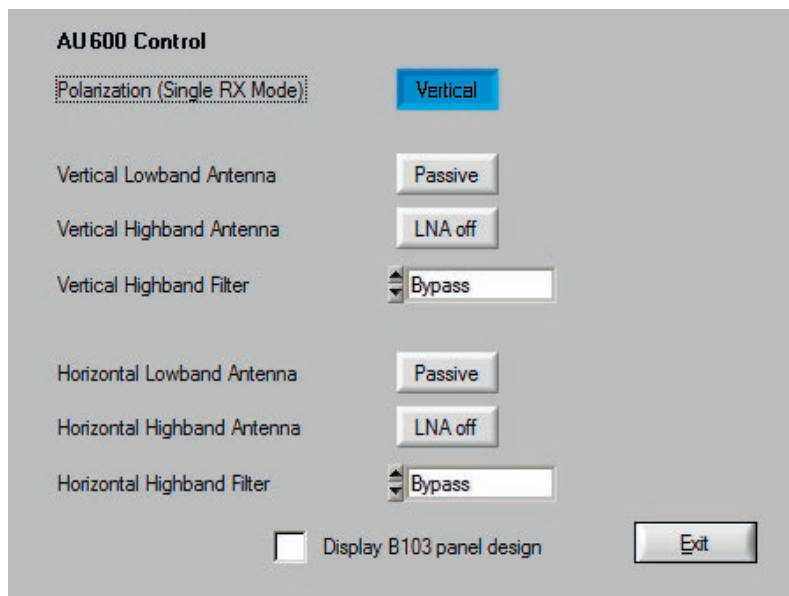 AU600 Control
Polarization (Single RX Mode) Vertical
Vertical Lowband Antenna Passive
Vertical Highband Antenna LNA off
Vertical Highband Filter Bypass
Horizontal Lowband Antenna Passive
Horizontal Highband Antenna LNA off
Horizontal Highband Filter Bypass
Display B103 panel design Exit